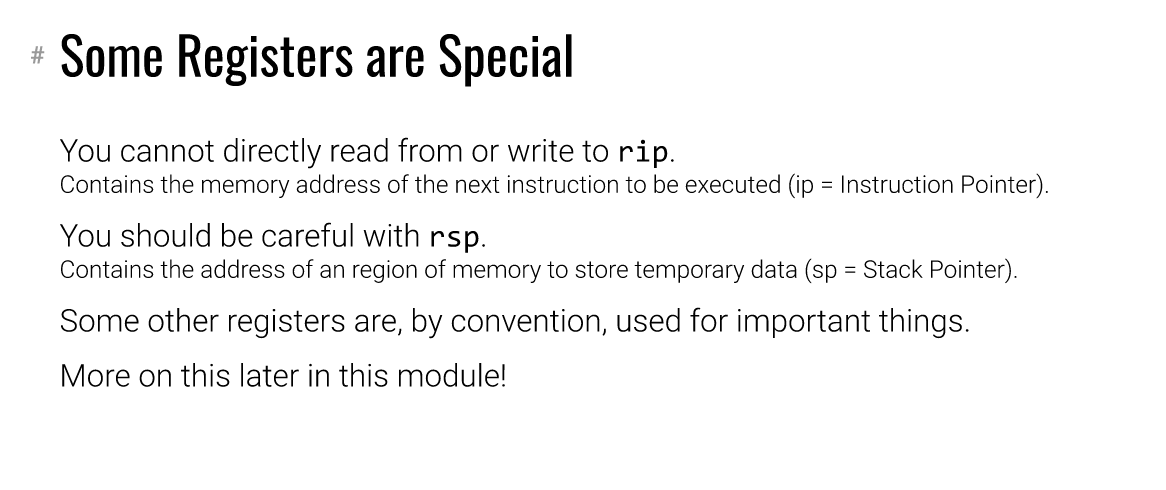 # Some Registers are Special
You cannot directly read from or write to rip.
Contains the memory address of the next instruction to be executed (ip = Instruction Pointer).
You should be careful with rsp.
Contains the address of an region of memory to store temporary data (sp = Stack Pointer).
Some other registers are, by convention, used for important things.
More on this later in this module!